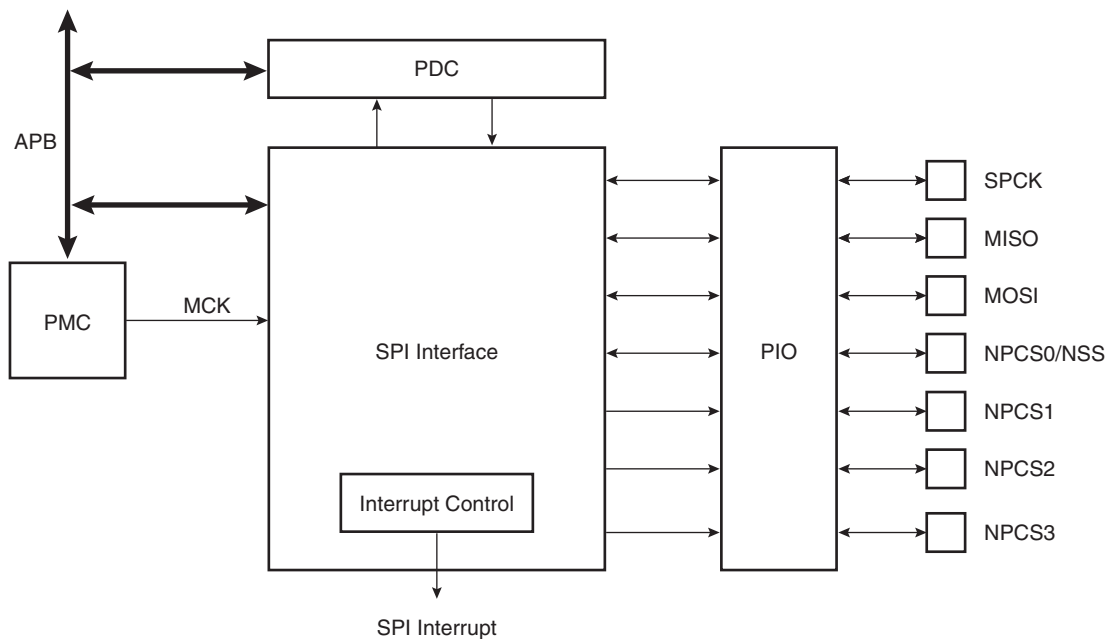 PDC
APB
SPCK
MISO
MCK
MOSI
PMC
SPI Interface
PIO
NPCS0/NSS
NPCS1
NPCS2
Interrupt Control
NPCS3
SPI Interrupt